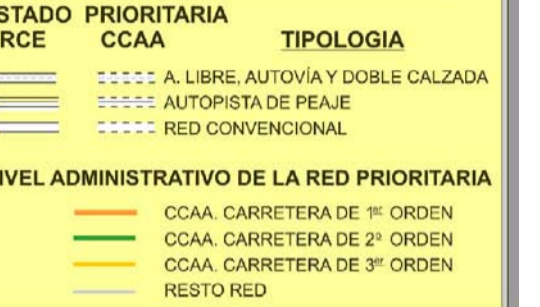 STADO PRIORITARIA
RCE CCAA TIPOLOGIA
A. LIBRE, AUTOVÍA Y DOBLE CALZADA
AUTOPISTA DE PEAJE
RED CONVENCIONAL
IVEL ADMINISTRATIVO DE LA RED PRIORITARIA
CCAA. CARRETERA DE 1er ORDEN
CCAA. CARRETERA DE 2º ORDEN
CCAA. CARRETERA DE 3er ORDEN
RESTO RED